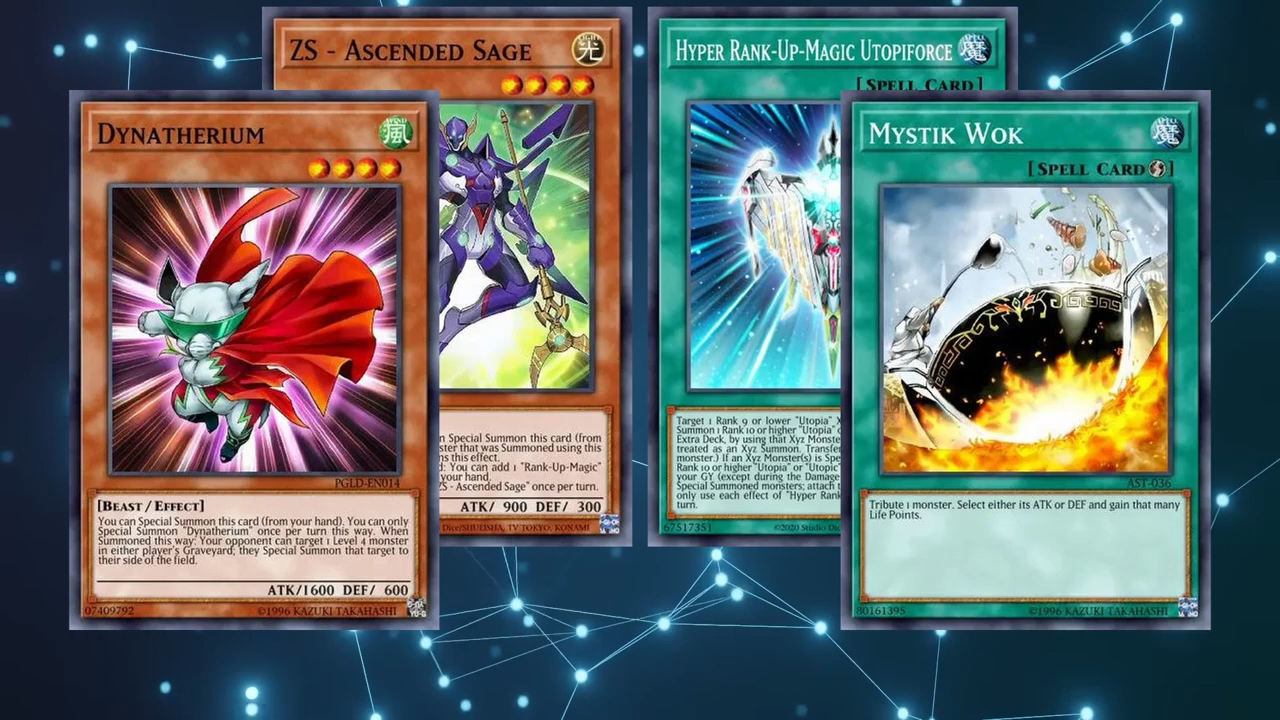 DYNATHERIUM
PGLD-EN014
[BEAST / EFFECT]
You can Special Summon this card (from your hand). You can only
Special Summon "Dynatherium" once per turn this way. When
Summoned this way: Your opponent can target 1 Level 4 monster
in either player's Graveyard; they Special Summon that target to
their side of the field.
ATK/1600 DEF/ 600
07409792
©1996 KAZUKI TAKAHASHI
ZS - ASCENDED SAGE
光
n Special Summon this card (from
ster that was Summoned using this
ns this effect.
d: You can add 1 "Rank-Up-Magic"
your hand.
ZS - Ascended Sage" once per turn.
ATK/ 900 DEF/ 300
Dice/SHUEISHA, TV TOKYO, KONAMI
HYPER RANK-UP-MAGIC UTOPIFORCE
[SPELL CARD]
Target 1 Rank 9 or lower "Utopia" X
Summon 1 Rank 10 or higher "Utopia" o
Extra Deck, by using that Xyz Monste
treated as an Xyz Summon. Transfer
monster.) If an Xyz Monster(s) is Spe
Rank 10 or higher "Utopia" or "Utopic"
your GY (except during the Damage
Special Summoned monsters; attach t
only use each effect of "Hyper Rank
turn.
67517351
©2020 Studio Dic
MYSTIK WOK
[SPELL CARD]
AST-036
Tribute 1 monster. Select either its ATK or DEF and gain that many
Life Points.
80161395
©1996 KAZUKI TAKAHASHI